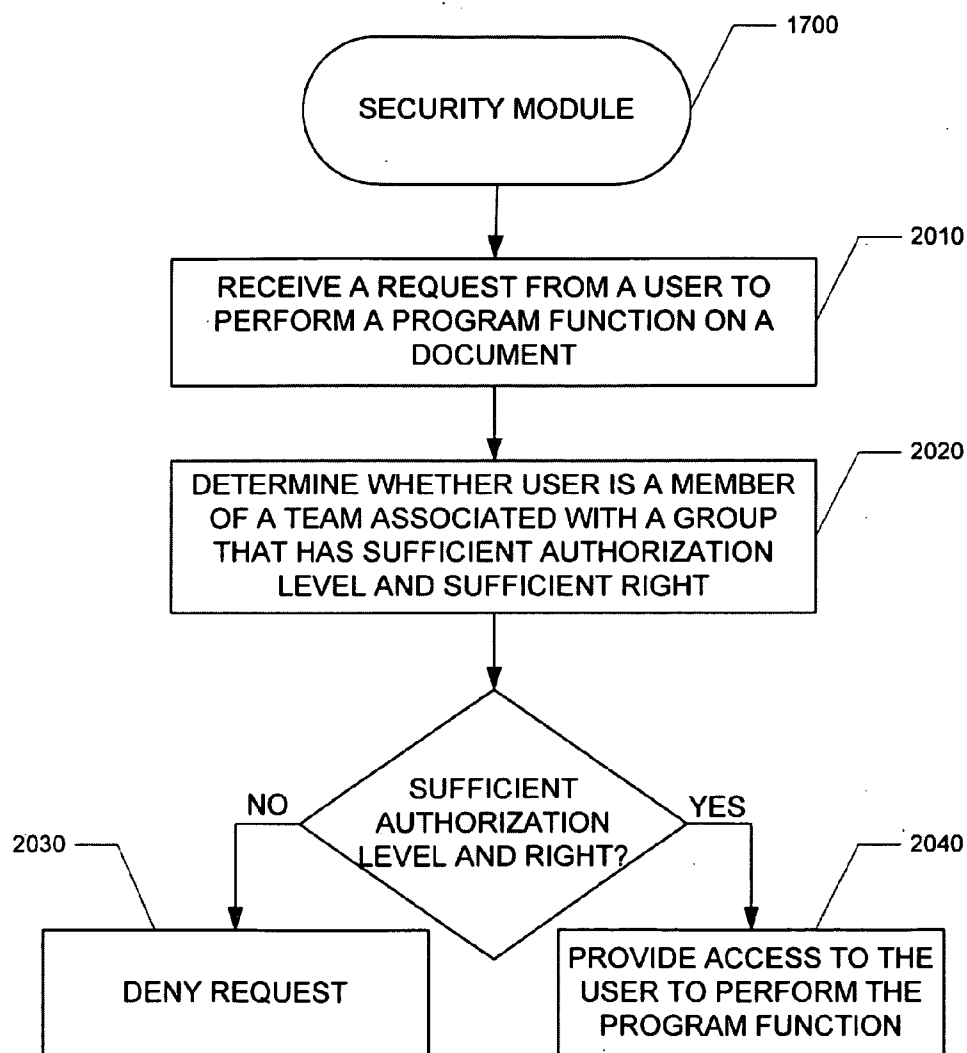 1700
SECURITY MODULE
2010
RECEIVE A REQUEST FROM A USER TO
PERFORM A PROGRAM FUNCTION ON A
DOCUMENT
2020
DETERMINE WHETHER USER IS A MEMBER
OF A TEAM ASSOCIATED WITH A GROUP
THAT HAS SUFFICIENT AUTHORIZATION
LEVEL AND SUFFICIENT RIGHT
SUFFICIENT
AUTHORIZATION
LEVEL AND RIGHT?
NO
YES
2030
2040
DENY REQUEST
PROVIDE ACCESS TO THE
USER TO PERFORM THE
PROGRAM FUNCTION